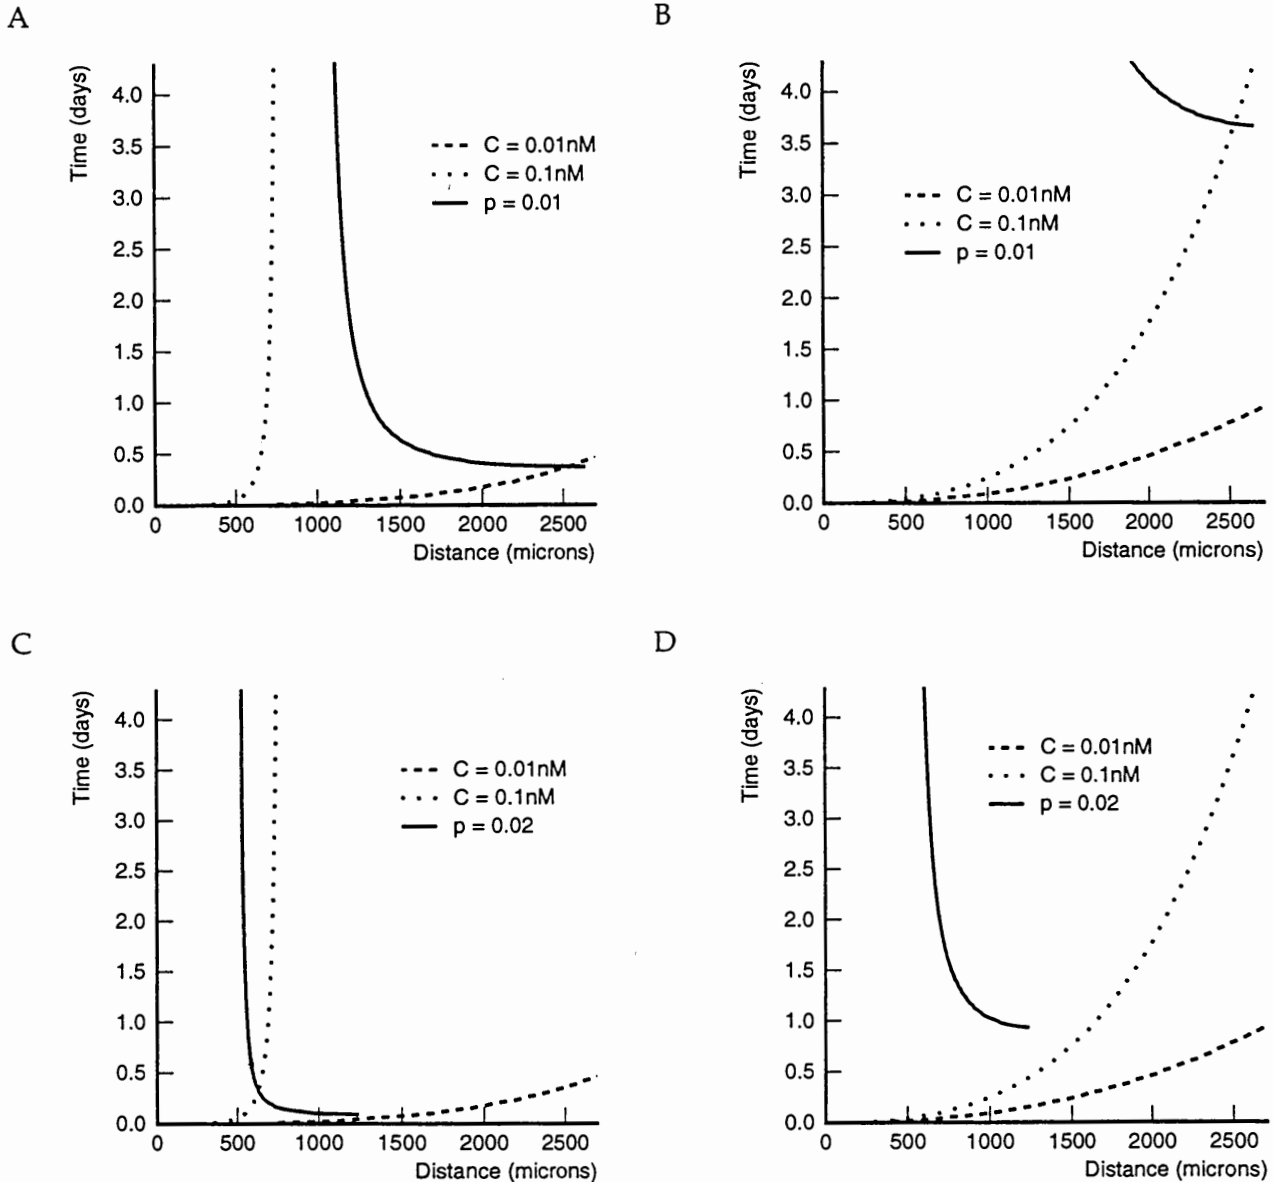 A
Time (days)
4.0
3.5
3.0
2.5
2.0
1.5
1.0
0.5
0.0
0 500 1000 1500 2000 2500
Distance (microns)
C = 0.01nM
C = 0.1nM
p = 0.01
B
Time (days)
4.0
3.5
3.0
2.5
2.0
1.5
1.0
0.5
0.0
0 500 1000 1500 2000 2500
Distance (microns)
C = 0.01nM
C = 0.1nM
p = 0.01
C
Time (days)
4.0
3.5
3.0
2.5
2.0
1.5
1.0
0.5
0.0
0 500 1000 1500 2000 2500
Distance (microns)
C = 0.01nM
C = 0.1nM
p = 0.02
D
Time (days)
4.0
3.5
3.0
2.5
2.0
1.5
1.0
0.5
0.0
0 500 1000 1500 2000 2500
Distance (microns)
C = 0.01nM
C = 0.1nM
p = 0.02